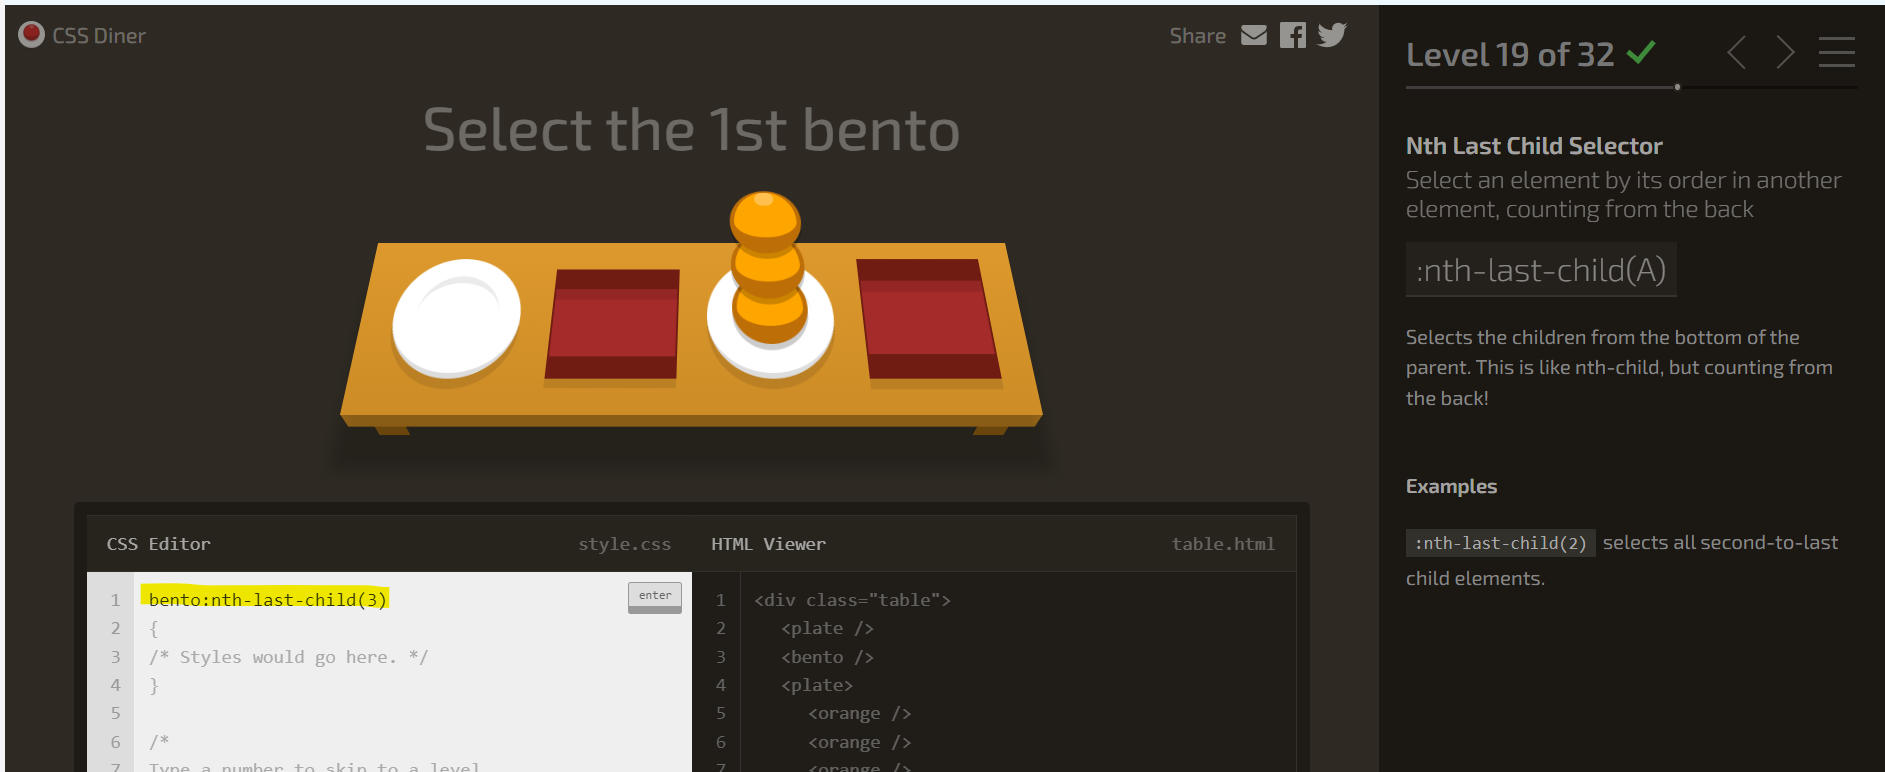 CSS Diner
Share
Select the 1st bento
CSS Editor
style.css
1 bento:nth-last-child(3)
enter
2 {
3 /* Styles would go here. */
4 }
5
6 /*
7 Type a number to skip to a level
HTML Viewer
table.html
1 <div class="table">
2 <plate />
3 <bento />
4 <plate>
5 <orange />
6 <orange />
7 <orange />
Level 19 of 32
Nth Last Child Selector
Select an element by its order in another
element, counting from the back
:nth-last-child(A)
Selects the children from the bottom of the
parent. This is like nth-child, but counting from
the back!
Examples
:nth-last-child(2) selects all second-to-last
child elements.